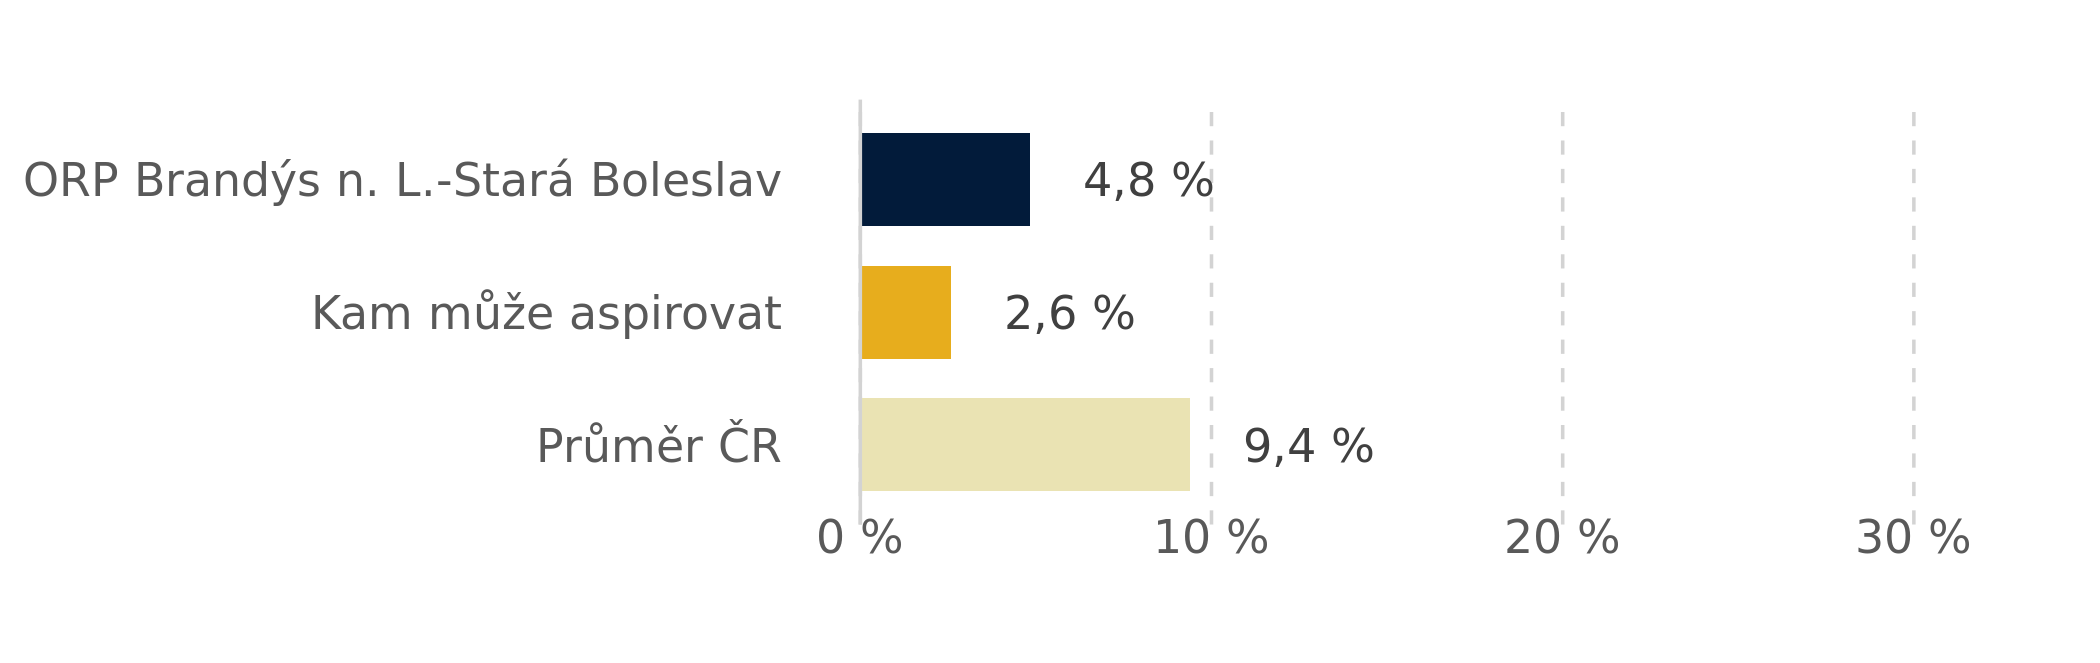 ORP Brandýs n. L.-Stará Boleslav 4,8 %
Kam může aspirovat 2,6 %
Průměr ČR 9,4 %
0 % 10 % 20 % 30 %